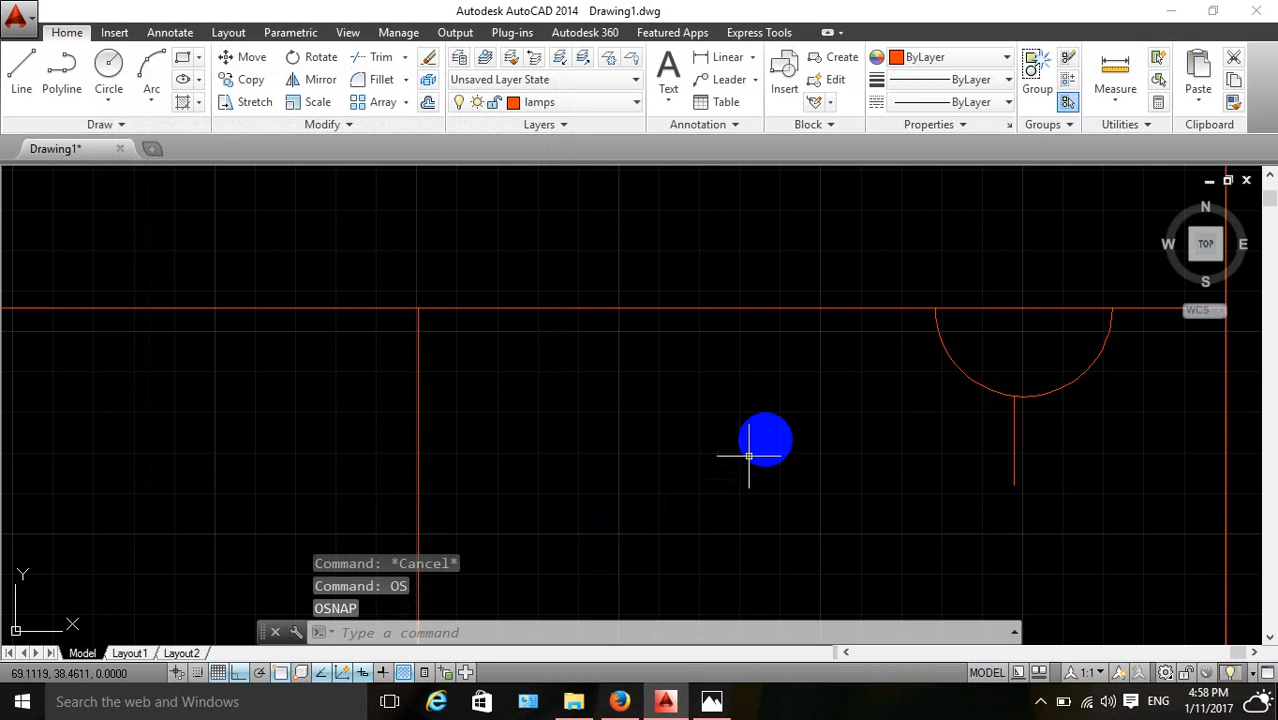 Autodesk AutoCAD 2014 Drawing1.dwg
Home Insert Annotate Layout Parametric View Manage Output Plug-ins Autodesk 360 Featured Apps Express Tools
Move Rotate Trim
Copy Mirror Fillet
Stretch Scale Array
Line Polyline Circle Arc
Unsaved Layer State
lamps
Text
Linear
Leader
Table
Insert
Create
Edit
ByLayer
ByLayer
ByLayer
Group
Measure
Paste
Draw Modify Layers Annotation Block Properties Groups Utilities Clipboard
Drawing1*
N
W TOP E
S
WCS
Command: *Cancel*
Command: OS
OSNAP
Y
X
Type a command
Model Layout1 Layout2
69.1119, 38.4611, 0.0000
MODEL
1:1
Search the web and Windows
ENG
4:58 PM
1/11/2017